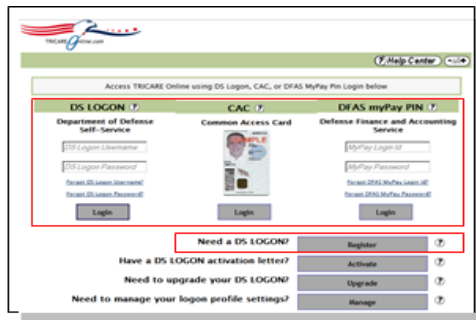 TRICARE Online.com
? Help Center
Access TRICARE Online using DS Logon, CAC, or DFAS MyPay Pin Login below
DS LOGON ?
CAC ?
DFAS myPay PIN ?
Department of Defense
Self-Service
Common Access Card
Defense Finance and Accounting
Service
DS Logon Username
DS Logon Password
Forgot DS Logon Username?
Forgot DS Logon Password?
Login
Login
MyPay Login Id
MyPay Password
Forgot DFAS MyPay Login Id?
Forgot DFAS MyPay Password?
Login
Need a DS LOGON? Register ?
Have a DS LOGON activation letter? Activate ?
Need to upgrade your DS LOGON? Upgrade ?
Need to manage your logon profile settings? Manage ?